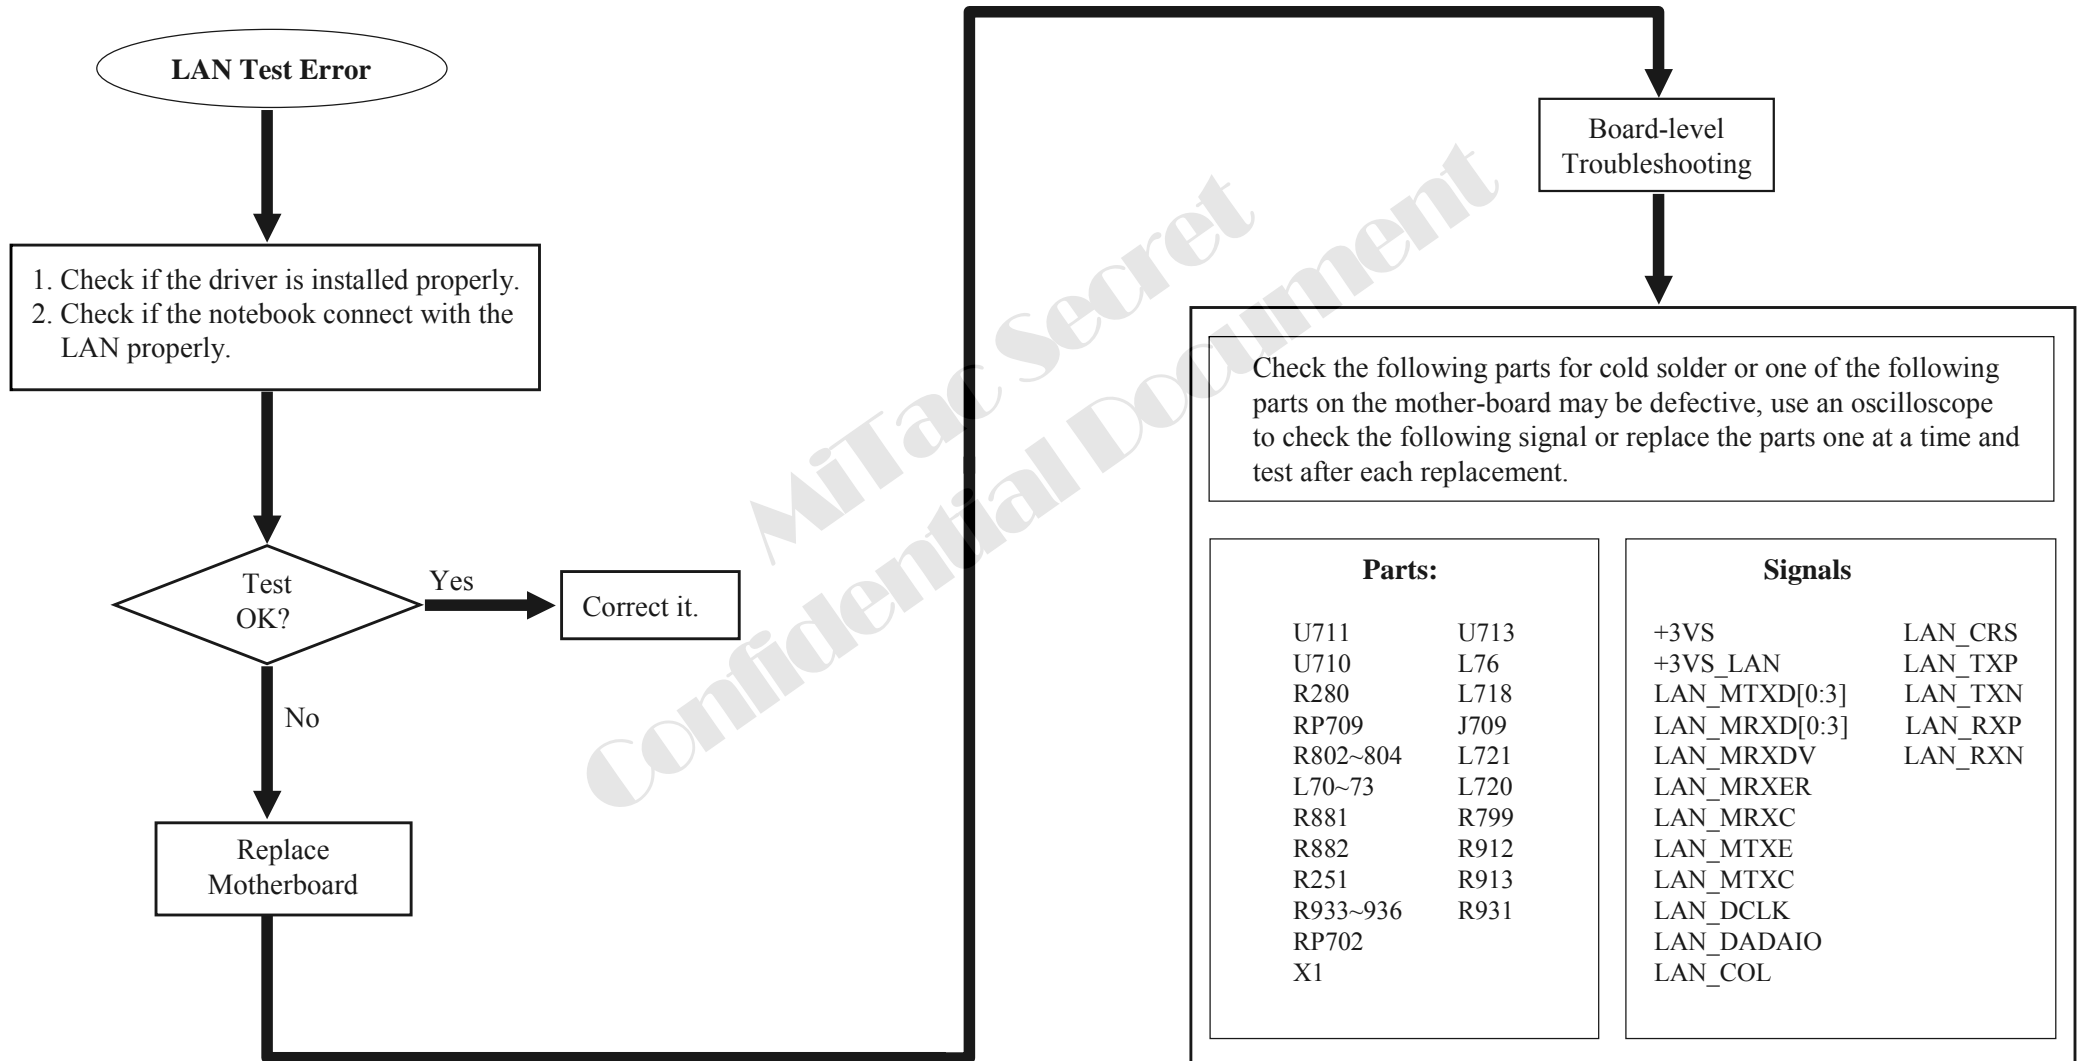 LAN Test Error
1. Check if the driver is installed properly.
2. Check if the notebook connect with the
LAN properly.
Test
OK?
Yes
Correct it.
No
Replace
Motherboard
Board-level
Troubleshooting
Check the following parts for cold solder or one of the following
parts on the mother-board may be defective, use an oscilloscope
to check the following signal or replace the parts one at a time and
test after each replacement.
Parts:
U711
U710
R280
RP709
R802~804
L70~73
R881
R882
R251
R933~936
RP702
X1
U713
L76
L718
J709
L721
L720
R799
R912
R913
R931
Signals
+3VS
+3VS_LAN
LAN_MTXD[0:3]
LAN_MRXD[0:3]
LAN_MRXDV
LAN_MRXER
LAN_MRXC
LAN_MTXE
LAN_MTXC
LAN_DCLK
LAN_DADAIO
LAN_COL
LAN_CRS
LAN_TXP
LAN_TXN
LAN_RXP
LAN_RXN
MiTac Secret
Confidential Document